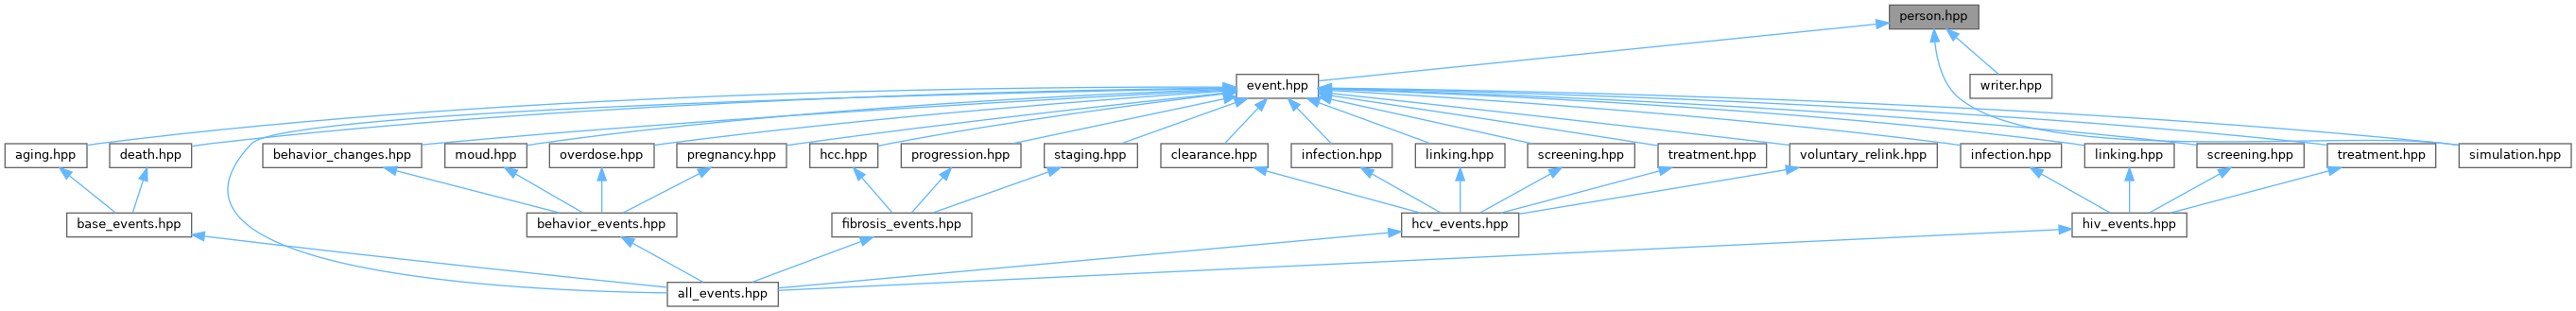 person.hpp
event.hpp
writer.hpp
aging.hpp
death.hpp
behavior_changes.hpp
moud.hpp
overdose.hpp
pregnancy.hpp
hcc.hpp
progression.hpp
staging.hpp
clearance.hpp
infection.hpp
linking.hpp
screening.hpp
treatment.hpp
voluntary_relink.hpp
infection.hpp
linking.hpp
screening.hpp
treatment.hpp
simulation.hpp
base_events.hpp
behavior_events.hpp
fibrosis_events.hpp
hcv_events.hpp
hiv_events.hpp
all_events.hpp